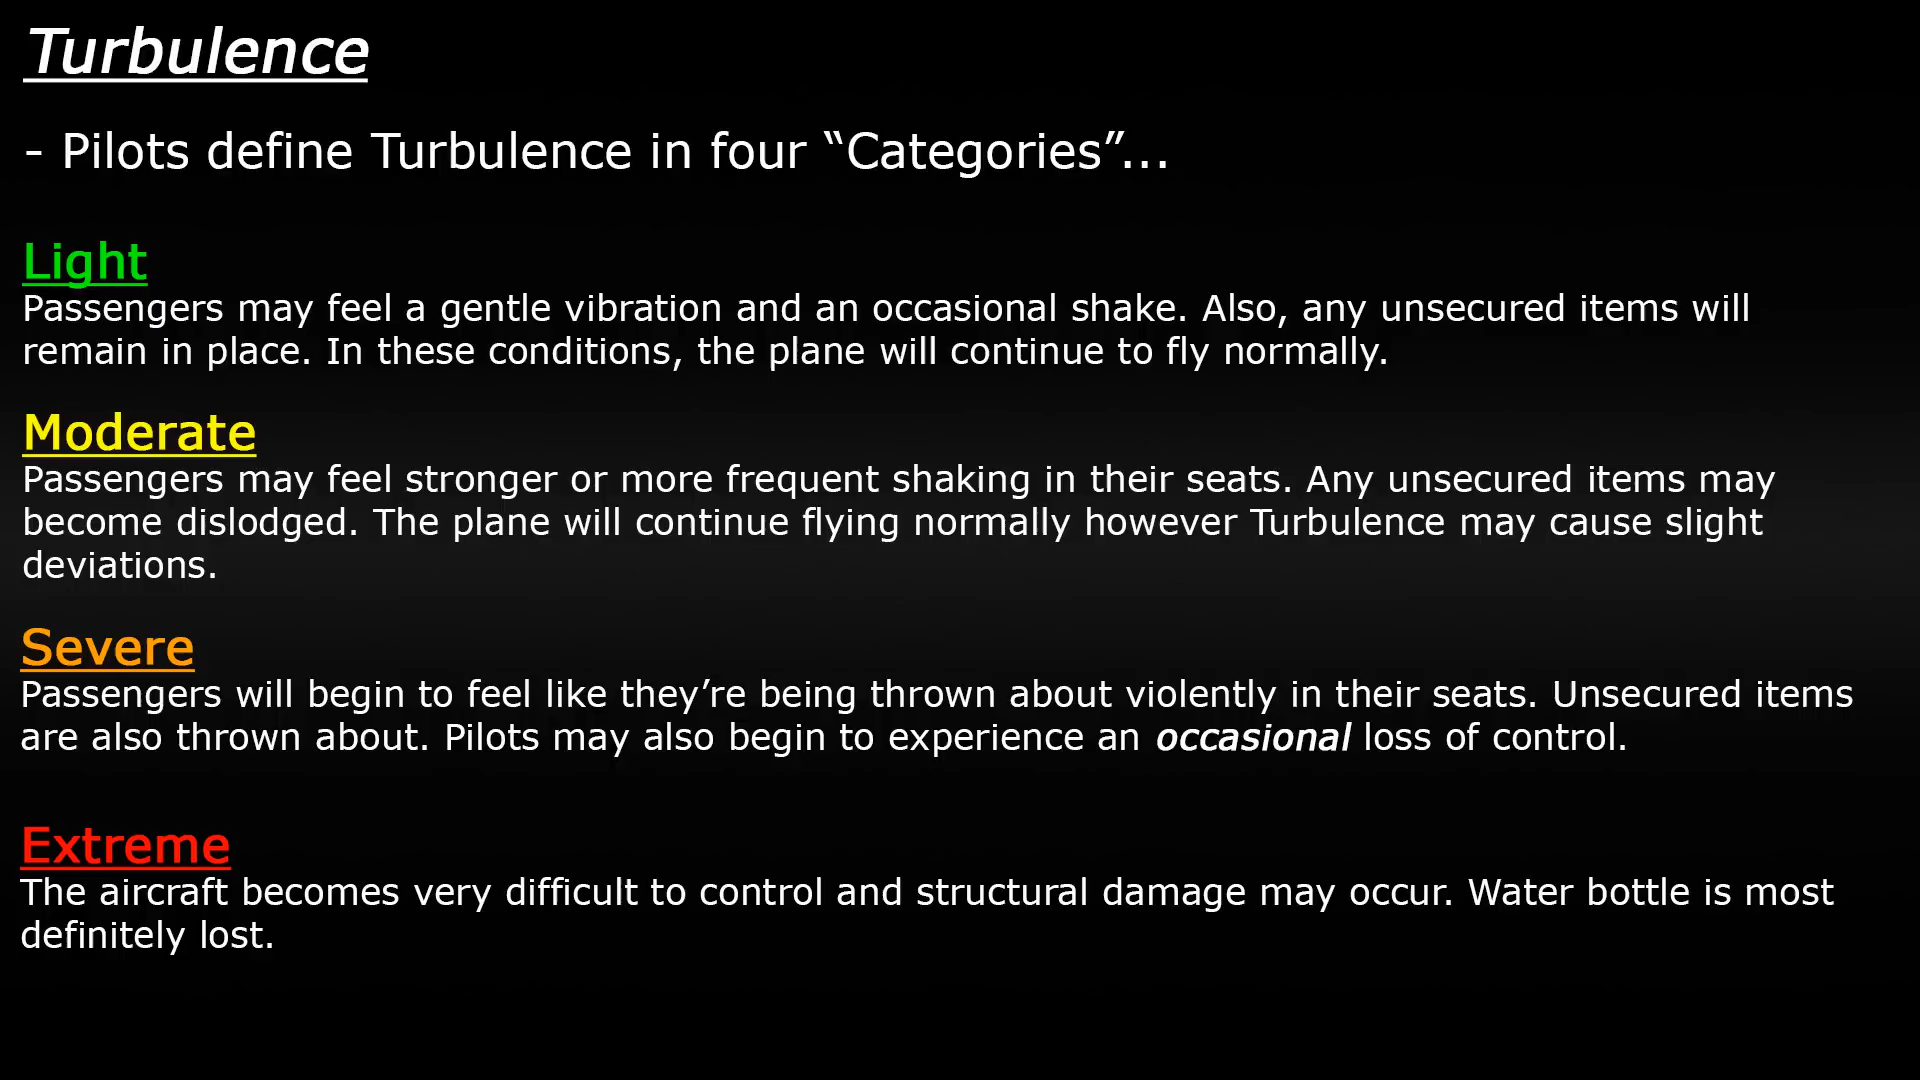 Turbulence
- Pilots define Turbulence in four “Categories”...
Light
Passengers may feel a gentle vibration and an occasional shake. Also, any unsecured items will
remain in place. In these conditions, the plane will continue to fly normally.
Moderate
Passengers may feel stronger or more frequent shaking in their seats. Any unsecured items may
become dislodged. The plane will continue flying normally however Turbulence may cause slight
deviations.
Severe
Passengers will begin to feel like they’re being thrown about violently in their seats. Unsecured items
are also thrown about. Pilots may also begin to experience an occasional loss of control.
Extreme
The aircraft becomes very difficult to control and structural damage may occur. Water bottle is most
definitely lost.